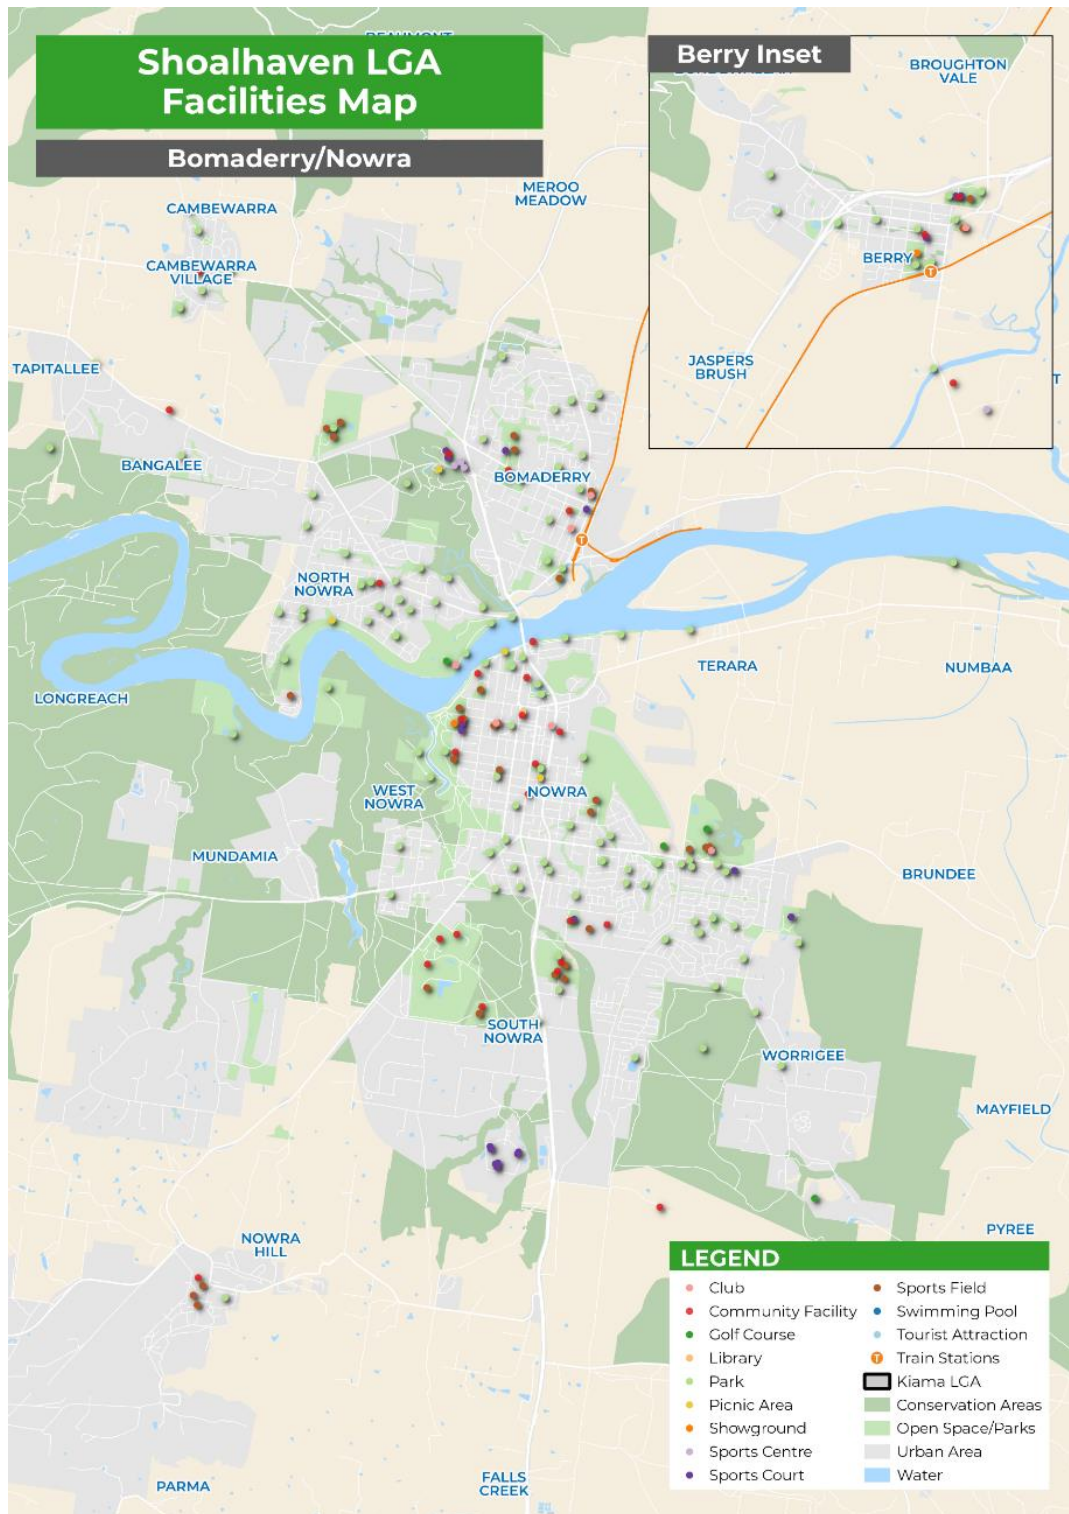 BEAUMONT
Shoalhaven LGA
Facilities Map
Bomaderry/Nowra
Berry Inset
BROUGHTON
VALE
BERRY
T
JASPERS
BRUSH
T
MEROO
MEADOW
CAMBEWARRA
CAMBEWARRA
VILLAGE
TAPITALLEE
BANGALEE
BOMADERRY
T
NORTH
NOWRA
TERARA
NUMBAA
LONGREACH
WEST
NOWRA
NOWRA
MUNDAMIA
BRUNDEE
SOUTH
NOWRA
WORRIGEE
MAYFIELD
PYREE
NOWRA
HILL
PARMA
FALLS
CREEK
LEGEND
Club
Community Facility
Golf Course
Library
Park
Picnic Area
Showground
Sports Centre
Sports Court
Sports Field
Swimming Pool
Tourist Attraction
T Train Stations
Kiama LGA
Conservation Areas
Open Space/Parks
Urban Area
Water